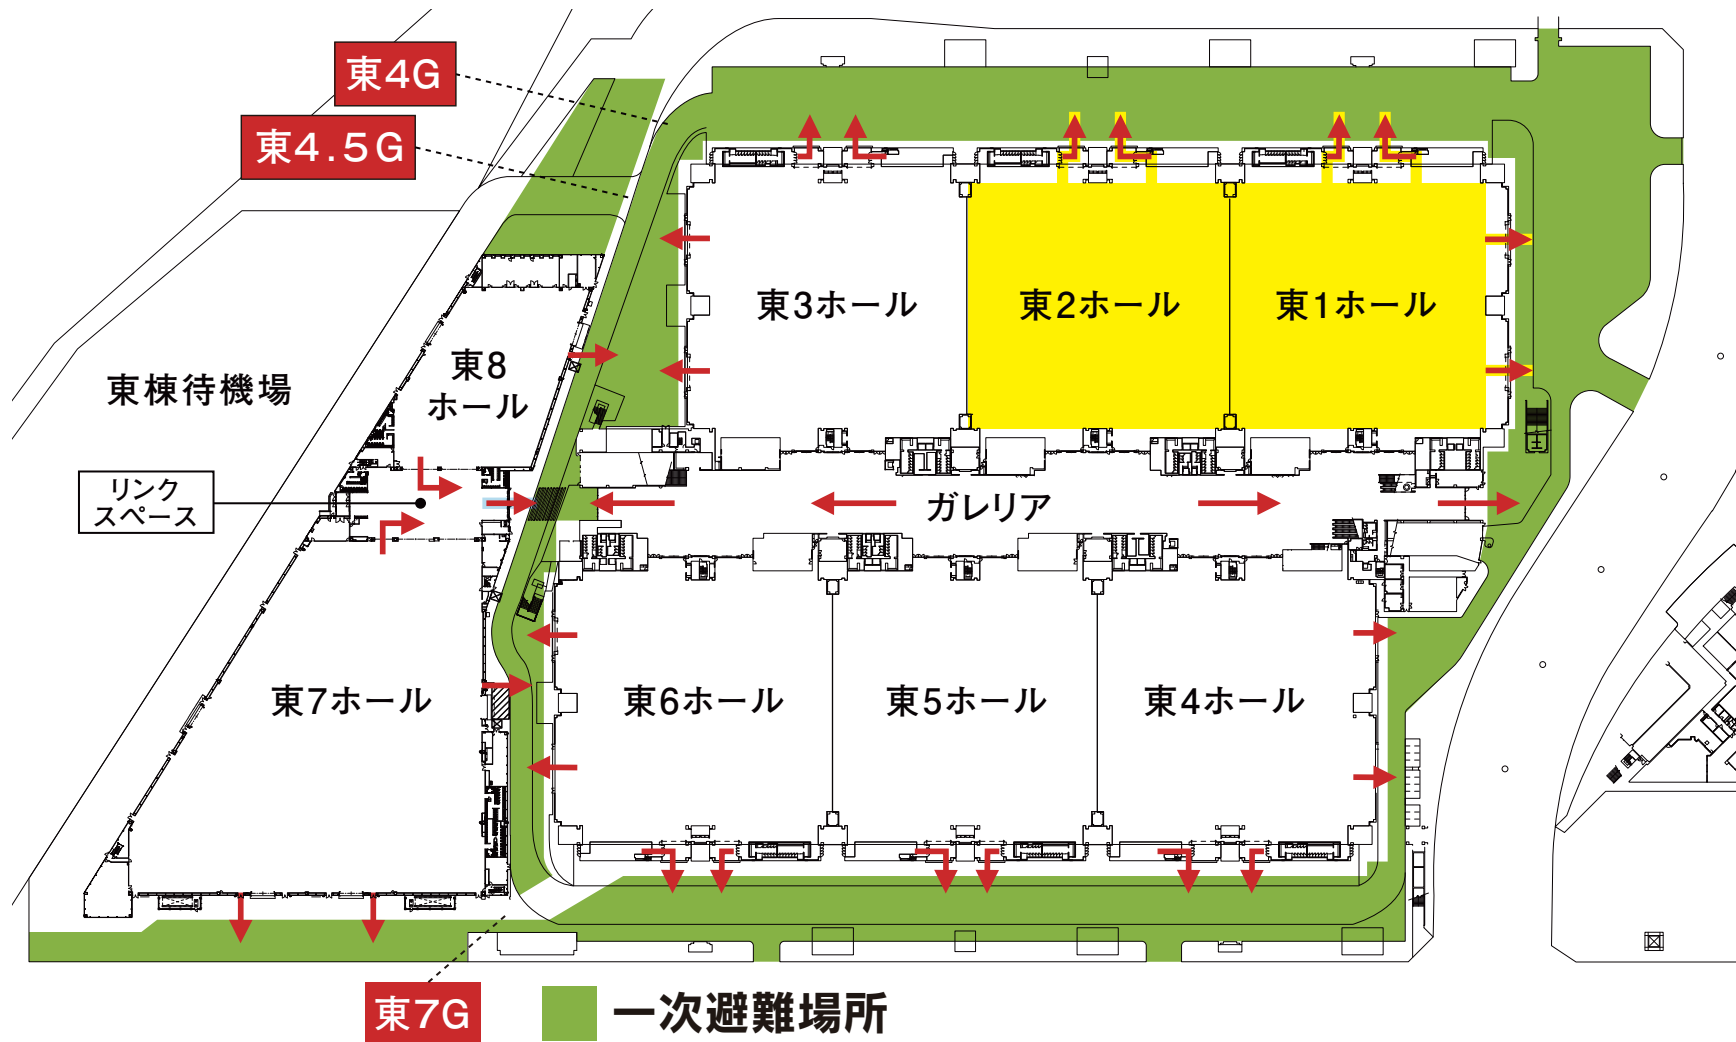 東4G
東4.5G
東3ホール
東2ホール
東1ホール
東8
ホール
東棟待機場
リンク
スペース
ガレリア
東7ホール
東6ホール
東5ホール
東4ホール
東7G
一次避難場所